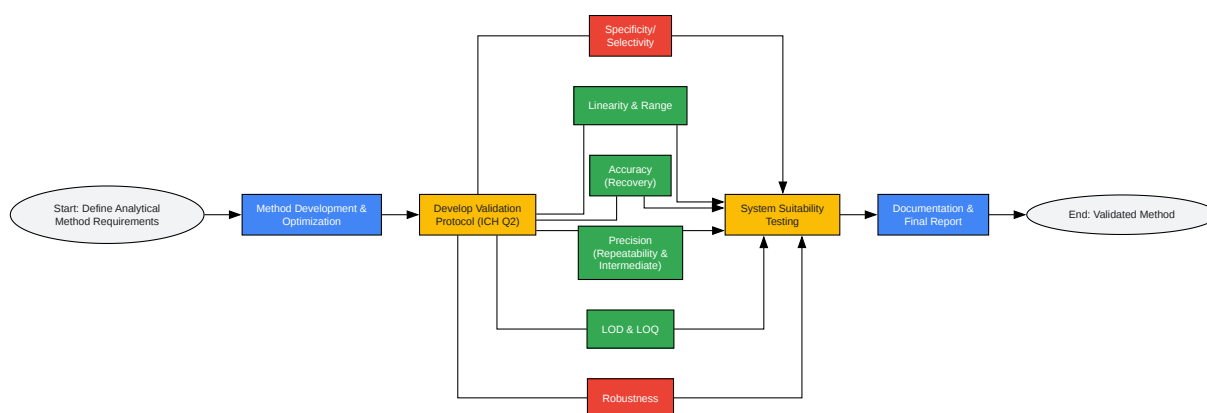 Start: Define Analytical
Method Requirements
Method Development &
Optimization
Develop Validation
Protocol (ICH Q2)
Specificity/
Selectivity
Linearity & Range
Accuracy
(Recovery)
Precision
(Repeatability &
Intermediate)
LOD & LOQ
Robustness
System Suitability
Testing
Documentation &
Final Report
End: Validated Method